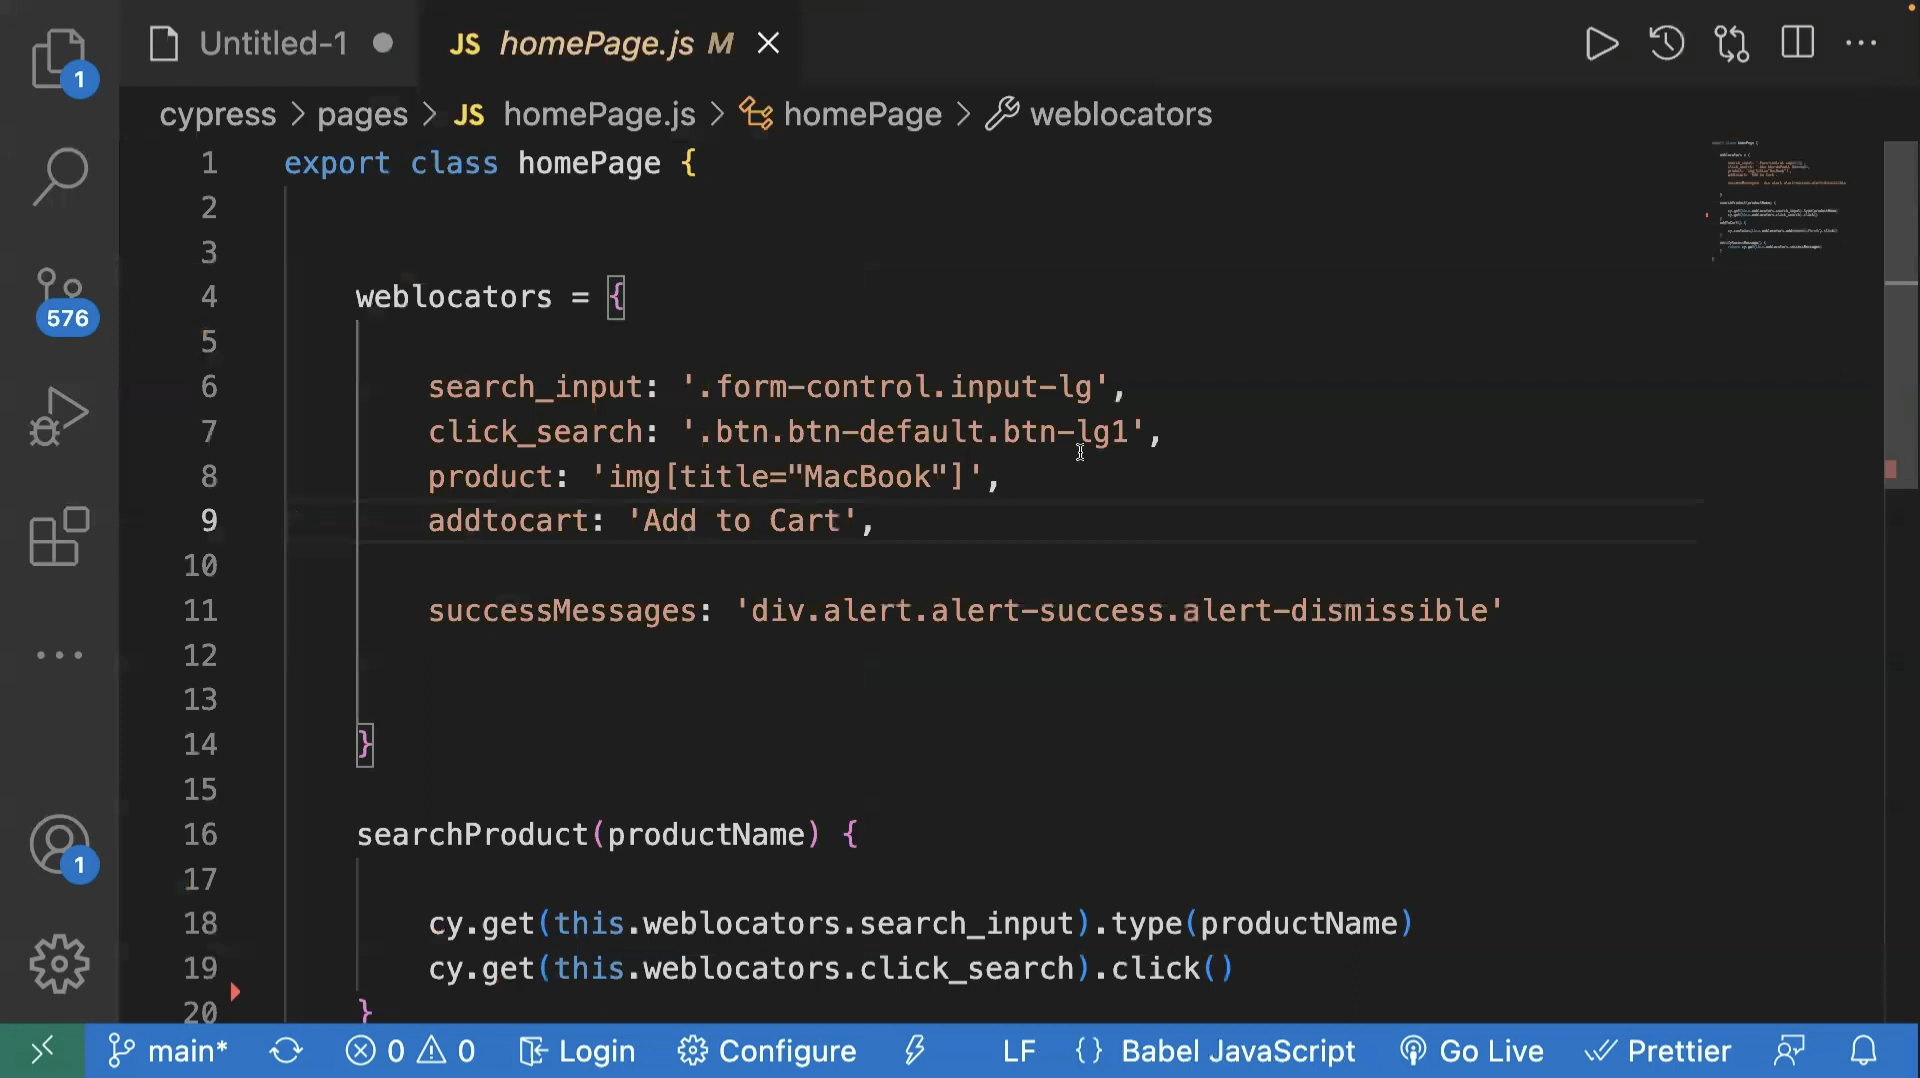 Untitled-1
JS homePage.js M
cypress > pages > JS homePage.js > homePage > weblocators
1 export class homePage {
2
3
4 weblocators = {
5
6 search_input: '.form-control.input-lg',
7 click_search: '.btn.btn-default.btn-lg1',
8 product: 'img[title="MacBook"]',
9 addtocart: 'Add to Cart',
10
11 successMessages: 'div.alert.alert-success.alert-dismissible'
12
13
14 }
15
16 searchProduct(productName) {
17
18 cy.get(this.weblocators.search_input).type(productName)
19 cy.get(this.weblocators.click_search).click()
20 }
1
576
1
main* 0 0 Login Configure LF {} Babel JavaScript Go Live Prettier